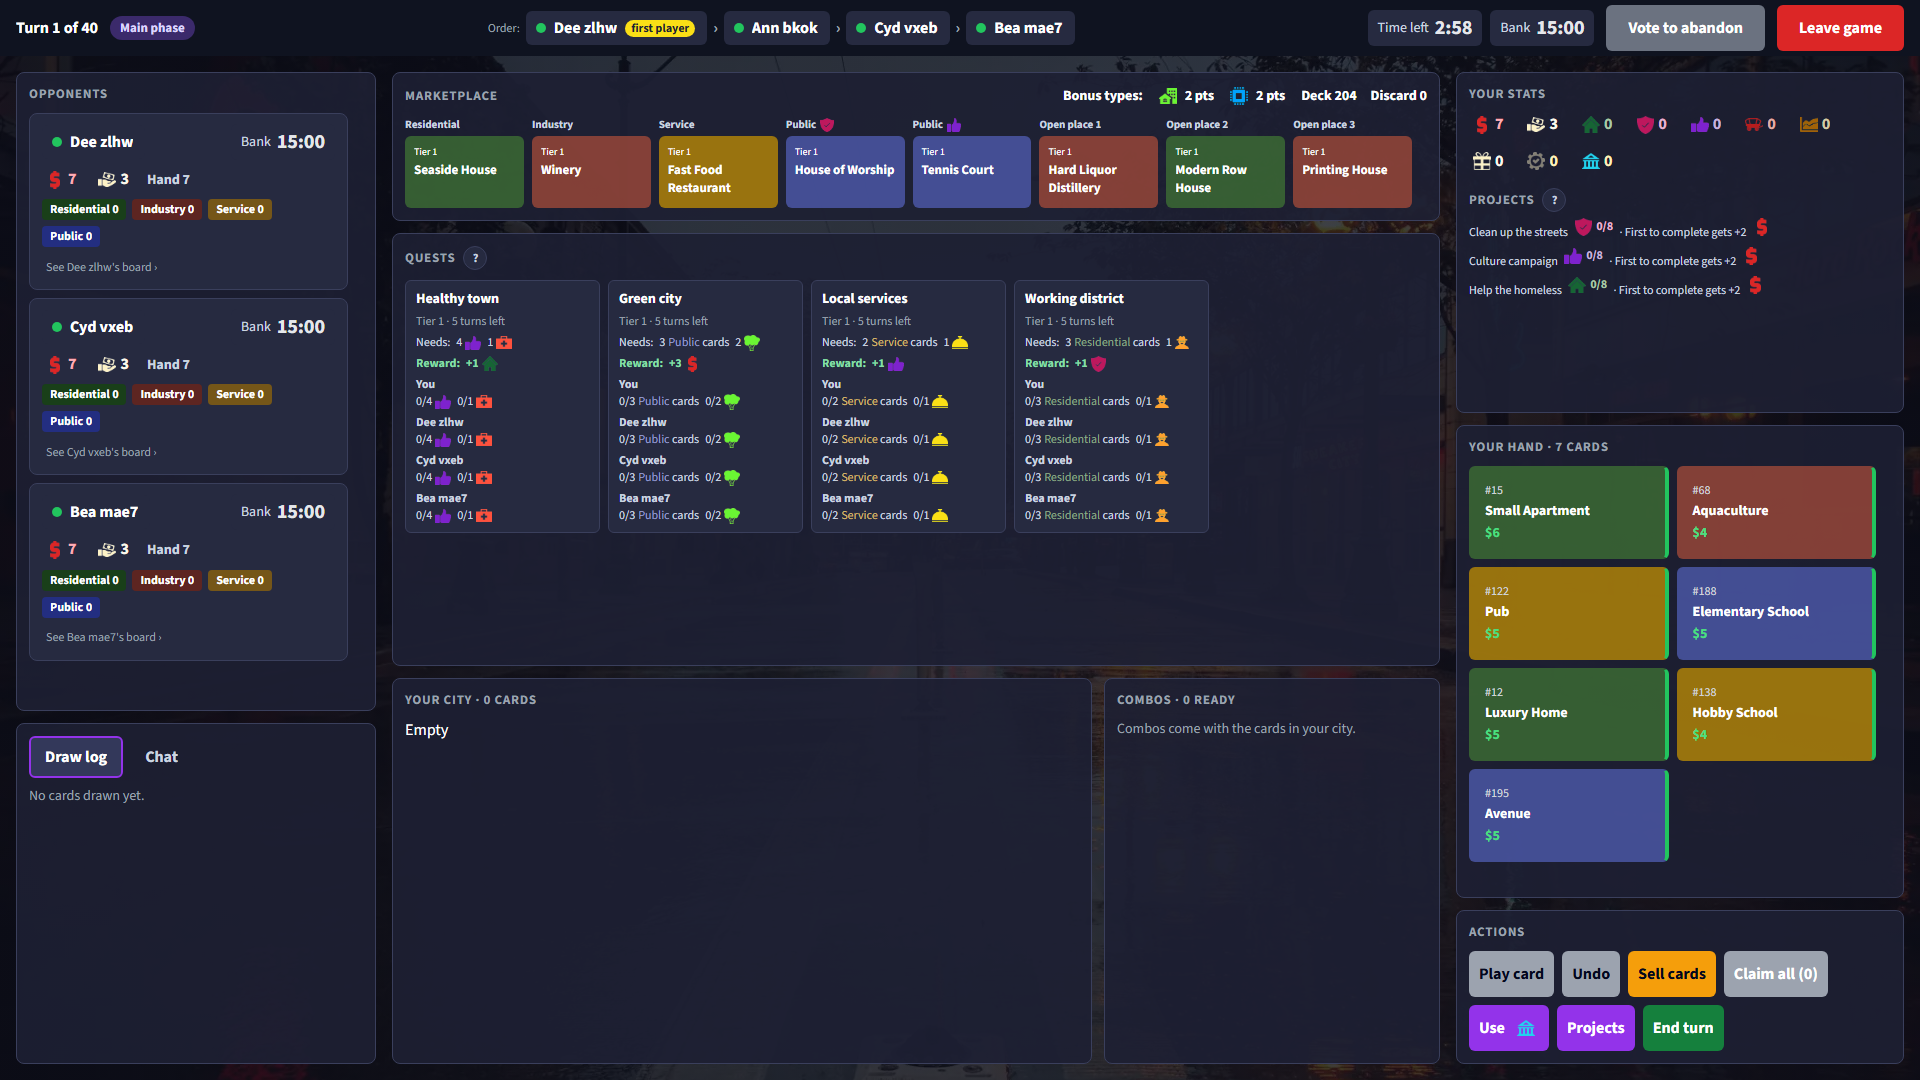 Turn 1 of 40 Main phase
Order: Dee zlhw first player › Ann bkok › Cyd vxeb › Bea mae7
Time left 2:58 Bank 15:00 Vote to abandon Leave game
OPPONENTS
Dee zlhw Bank 15:00
7 3 Hand 7
Residential 0 Industry 0 Service 0
Public 0
See Dee zlhw's board ›
Cyd vxeb Bank 15:00
7 3 Hand 7
Residential 0 Industry 0 Service 0
Public 0
See Cyd vxeb's board ›
Bea mae7 Bank 15:00
7 3 Hand 7
Residential 0 Industry 0 Service 0
Public 0
See Bea mae7's board ›
Draw log Chat
No cards drawn yet.
MARKETPLACE Bonus types: 2 pts 2 pts Deck 204 Discard 0
Residential Industry Service Public Public Open place 1 Open place 2 Open place 3
Tier 1 Tier 1 Tier 1 Tier 1 Tier 1 Tier 1 Tier 1 Tier 1
Seaside House
Winery
Fast Food
Restaurant
House of Worship
Tennis Court
Hard Liquor
Distillery
Modern Row
House
Printing House
QUESTS ?
Healthy town
Tier 1 · 5 turns left
Needs: 4 1
Reward: +1
You
0/4 0/1
Dee zlhw
0/4 0/1
Cyd vxeb
0/4 0/1
Bea mae7
0/4 0/1
Green city
Tier 1 · 5 turns left
Needs: 3 Public cards 2
Reward: +3
You
0/3 Public cards 0/2
Dee zlhw
0/3 Public cards 0/2
Cyd vxeb
0/3 Public cards 0/2
Bea mae7
0/3 Public cards 0/2
Local services
Tier 1 · 5 turns left
Needs: 2 Service cards 1
Reward: +1
You
0/2 Service cards 0/1
Dee zlhw
0/2 Service cards 0/1
Cyd vxeb
0/2 Service cards 0/1
Bea mae7
0/2 Service cards 0/1
Working district
Tier 1 · 5 turns left
Needs: 3 Residential cards 1
Reward: +1
You
0/3 Residential cards 0/1
Dee zlhw
0/3 Residential cards 0/1
Cyd vxeb
0/3 Residential cards 0/1
Bea mae7
0/3 Residential cards 0/1
YOUR CITY · 0 CARDS
Empty
COMBOS · 0 READY
Combos come with the cards in your city.
YOUR STATS
7 3 0 0 0 0 0
0 0 0
PROJECTS ?
Clean up the streets 0/8 · First to complete gets +2
Culture campaign 0/8 · First to complete gets +2
Help the homeless 0/8 · First to complete gets +2
YOUR HAND · 7 CARDS
#15
Small Apartment
$6
#68
Aquaculture
$4
#122
Pub
$5
#188
Elementary School
$5
#12
Luxury Home
$5
#138
Hobby School
$4
#195
Avenue
$5
ACTIONS
Play card Undo Sell cards Claim all (0)
Use Projects End turn